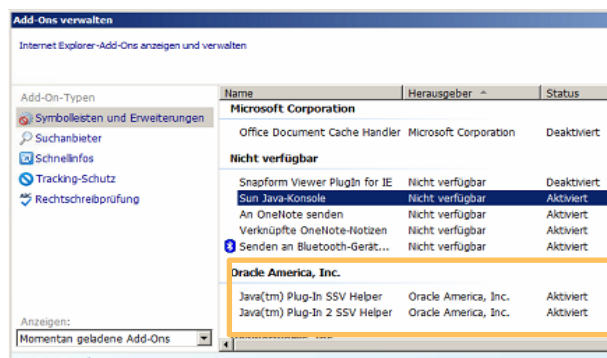 Add-Ons verwalten
Internet Explorer-Add-Ons anzeigen und verwalten
Add-On-Typen
Symbolleisten und Erweiterungen
Suchanbieter
Schnellinfos
Tracking-Schutz
Rechtschreibprüfung
Name Herausgeber Status
Microsoft Corporation
Office Document Cache Handler Microsoft Corporation Deaktiviert
Nicht verfügbar
Snapform Viewer PlugIn for IE Nicht verfügbar Deaktiviert
Sun Java-Konsole Nicht verfügbar Aktiviert
An OneNote senden Nicht verfügbar Aktiviert
Verknüpfte OneNote-Notizen Nicht verfügbar Aktiviert
Senden an Bluetooth-Gerät... Nicht verfügbar Aktiviert
Oracle America, Inc.
Java(tm) Plug-In SSV Helper Oracle America, Inc. Aktiviert
Java(tm) Plug-In 2 SSV Helper Oracle America, Inc. Aktiviert
Anzeigen:
Momentan geladene Add-Ons